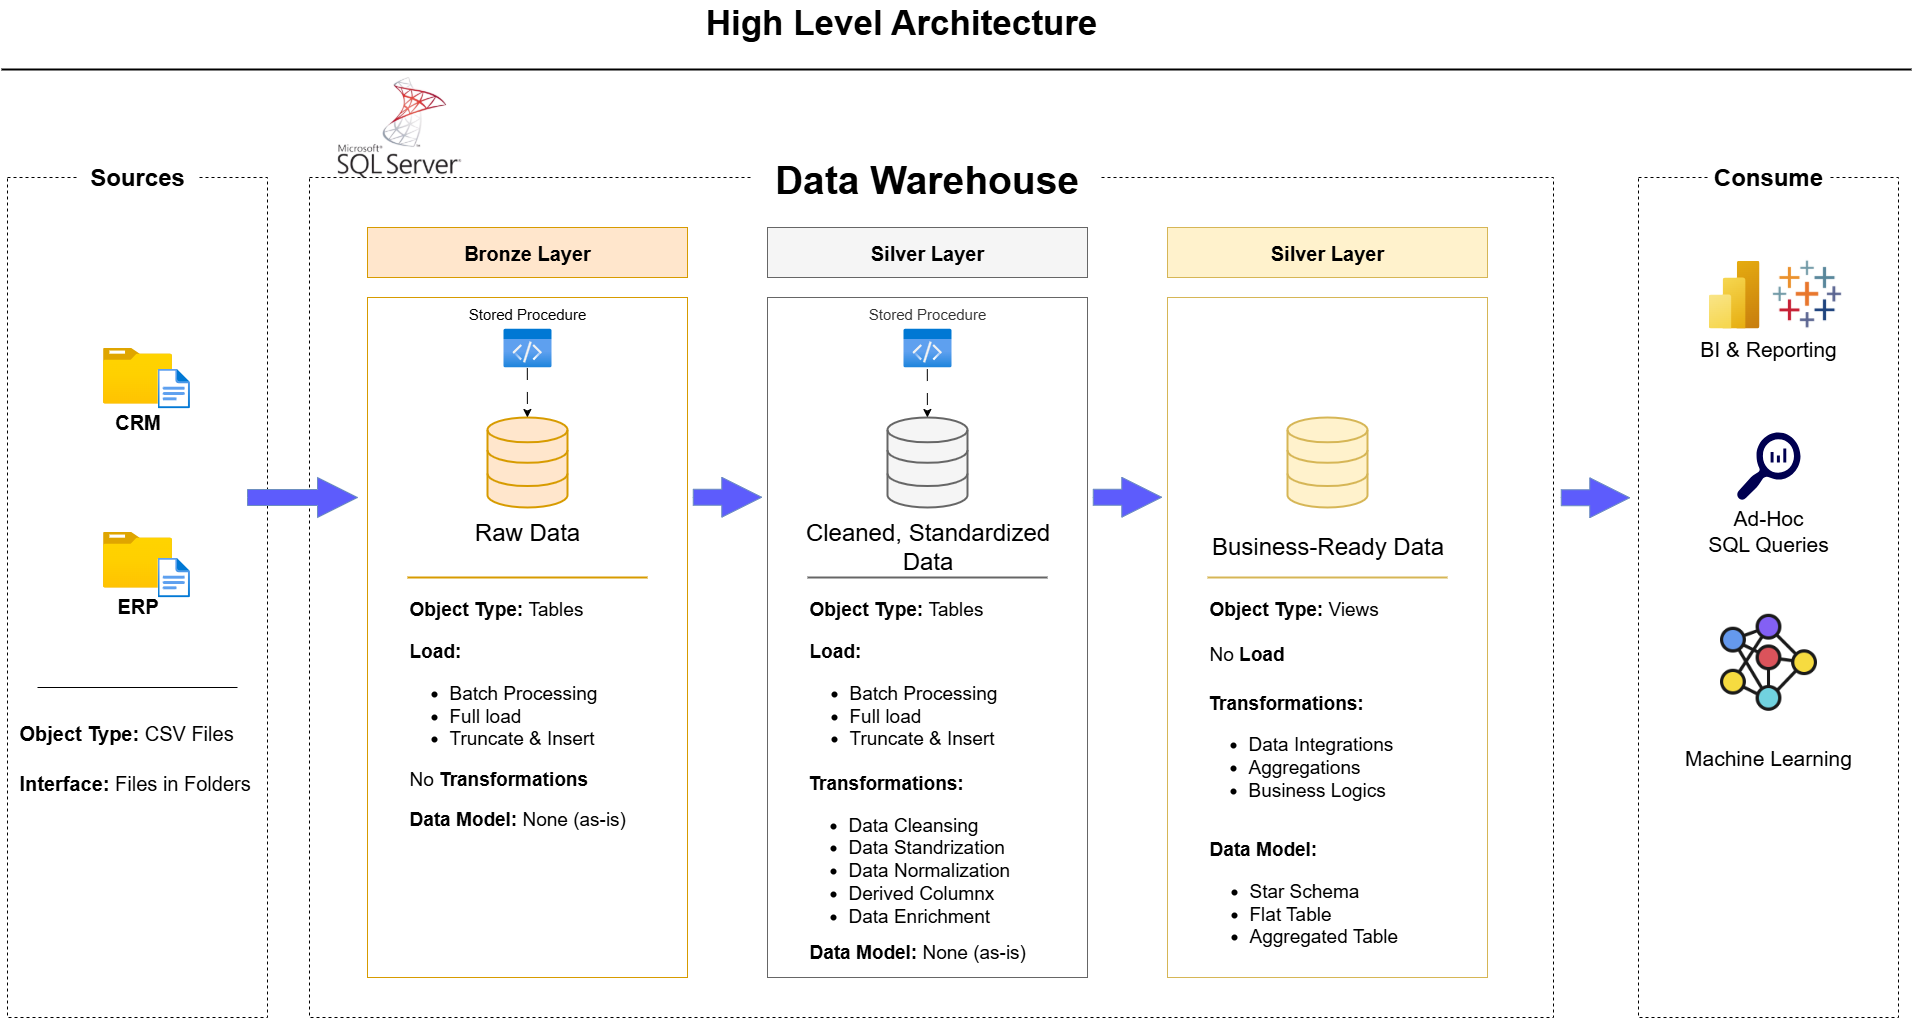 High Level Architecture
Microsoft®
SQL Server®
Sources
CRM
ERP
Object Type: CSV Files
Interface: Files in Folders
Data Warehouse
Bronze Layer
Stored Procedure
Raw Data
Object Type: Tables
Load:
• Batch Processing
• Full load
• Truncate & Insert
No Transformations
Data Model: None (as-is)
Silver Layer
Stored Procedure
Cleaned, Standardized
Data
Object Type: Tables
Load:
• Batch Processing
• Full load
• Truncate & Insert
Transformations:
• Data Cleansing
• Data Standrization
• Data Normalization
• Derived Columnx
• Data Enrichment
Data Model: None (as-is)
Silver Layer
Business-Ready Data
Object Type: Views
No Load
Transformations:
• Data Integrations
• Aggregations
• Business Logics
Data Model:
• Star Schema
• Flat Table
• Aggregated Table
Consume
BI & Reporting
Ad-Hoc
SQL Queries
Machine Learning